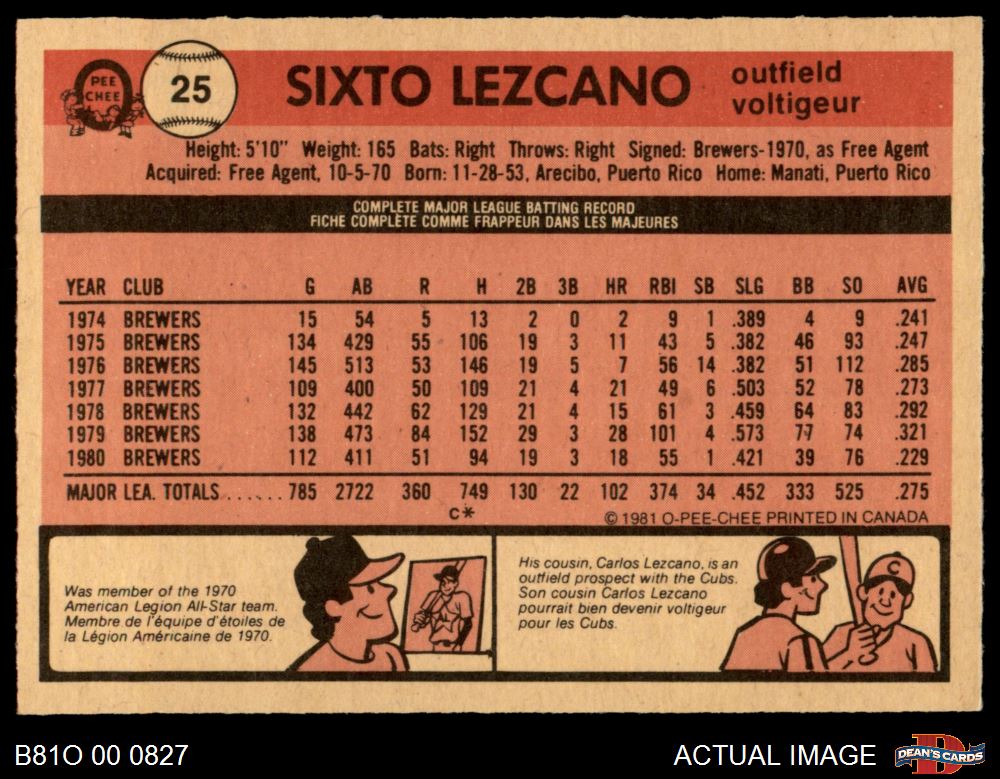 PEE
CHEE
25
SIXTO LEZCANO
outfield
voltigeur
Height: 5'10" Weight: 165 Bats: Right Throws: Right Signed: Brewers-1970, as Free Agent
Acquired: Free Agent, 10-5-70 Born: 11-28-53, Arecibo, Puerto Rico Home: Manati, Puerto Rico
COMPLETE MAJOR LEAGUE BATTING RECORD
FICHE COMPLÈTE COMME FRAPPEUR DANS LES MAJEURES
YEAR CLUB G AB R H 2B 3B HR RBI SB SLG BB SO AVG
1974 BREWERS 15 54 5 13 2 0 2 9 1 .389 4 9 .241
1975 BREWERS 134 429 55 106 19 3 11 43 5 .382 46 93 .247
1976 BREWERS 145 513 53 146 19 5 7 56 14 .382 51 112 .285
1977 BREWERS 109 400 50 109 21 4 21 49 6 .503 52 78 .273
1978 BREWERS 132 442 62 129 21 4 15 61 3 .459 64 83 .292
1979 BREWERS 138 473 84 152 29 3 28 101 4 .573 77 74 .321
1980 BREWERS 112 411 51 94 19 3 18 55 1 .421 39 76 .229
MAJOR LEA. TOTALS ...... 785 2722 360 749 130 22 102 374 34 .452 333 525 .275
C*
© 1981 O-PEE-CHEE PRINTED IN CANADA
Was member of the 1970
American Legion All-Star team.
Membre de l'équipe d'étoiles de
la Légion Américaine de 1970.
His cousin, Carlos Lezcano, is an
outfield prospect with the Cubs.
Son cousin Carlos Lezcano
pourrait bien devenir voltigeur
pour les Cubs.
C
B81O 00 0827
ACTUAL IMAGE
D
DEAN'S CARDS